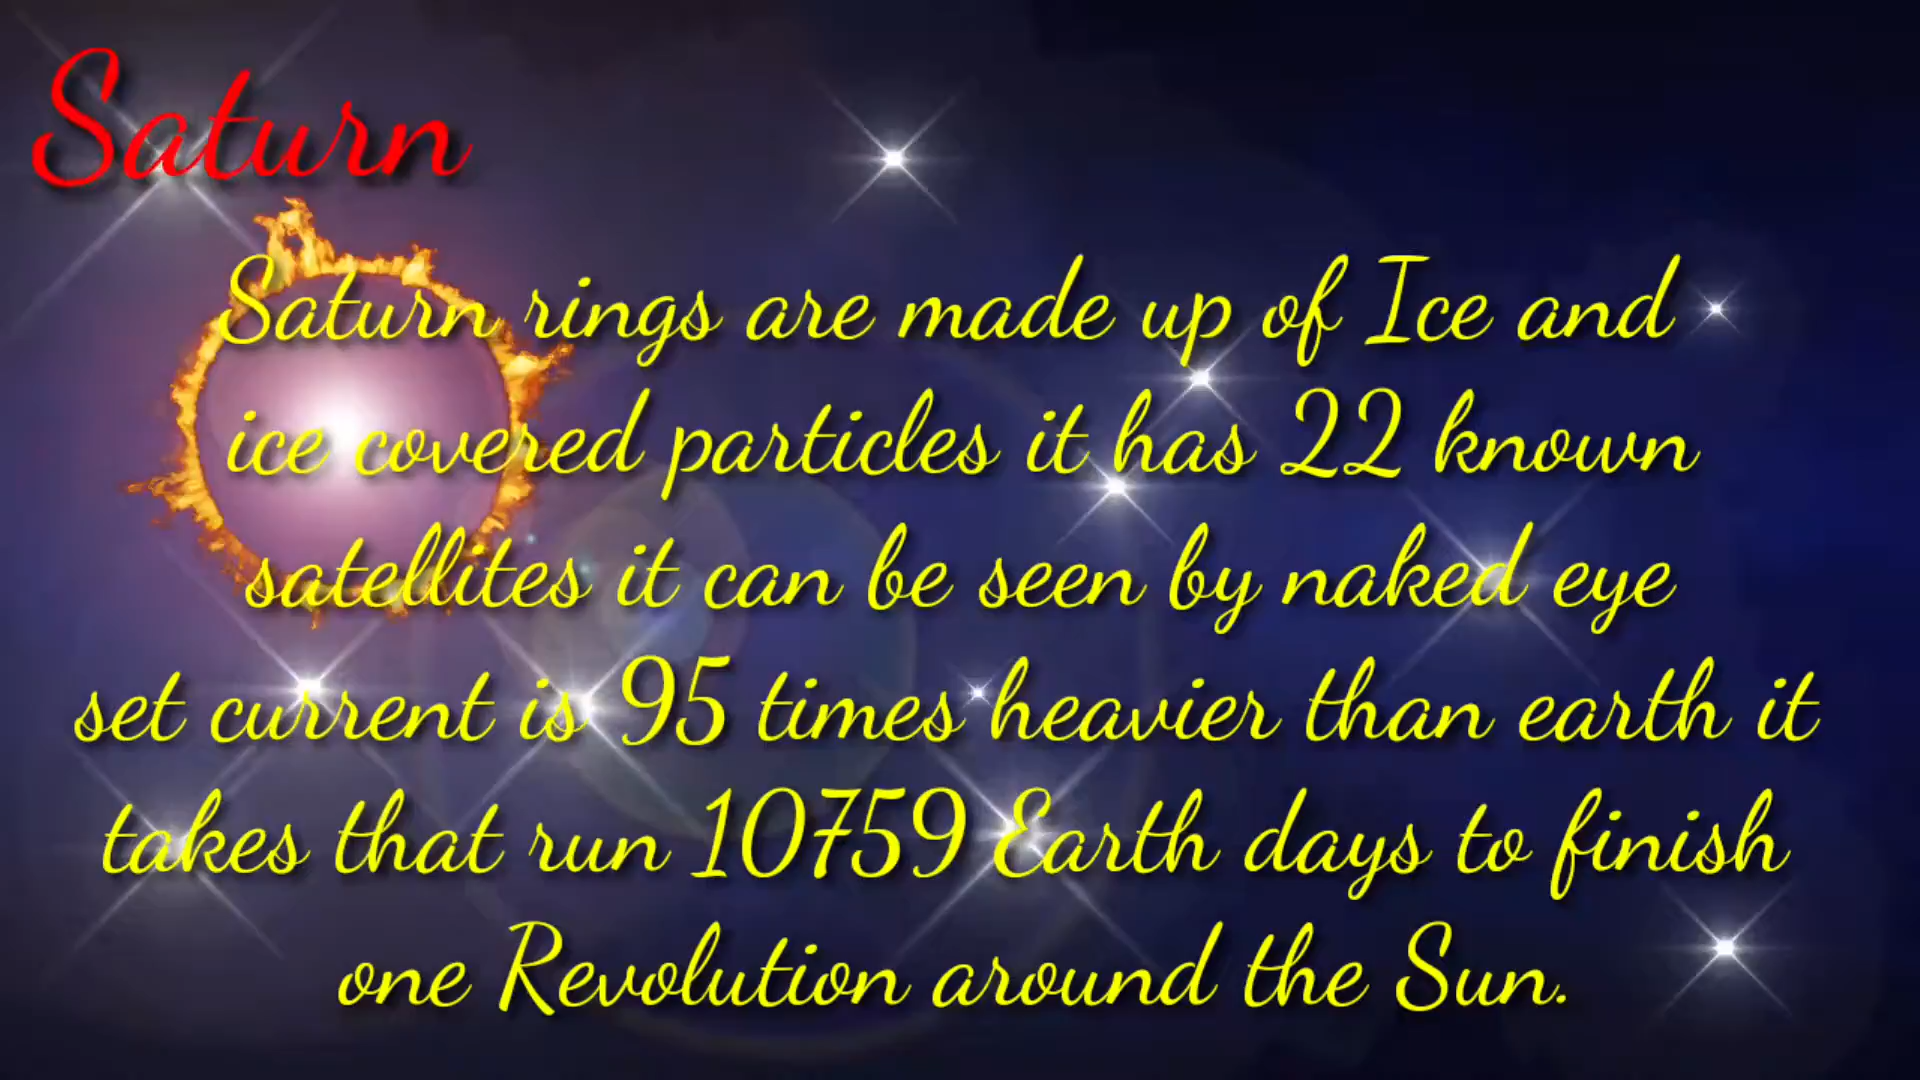 Saturn
Saturn rings are made up of Ice and
ice covered particles it has 22 known
satellites it can be seen by naked eye
set current is 95 times heavier than earth it
takes that run 10759 Earth days to finish
one Revolution around the Sun.